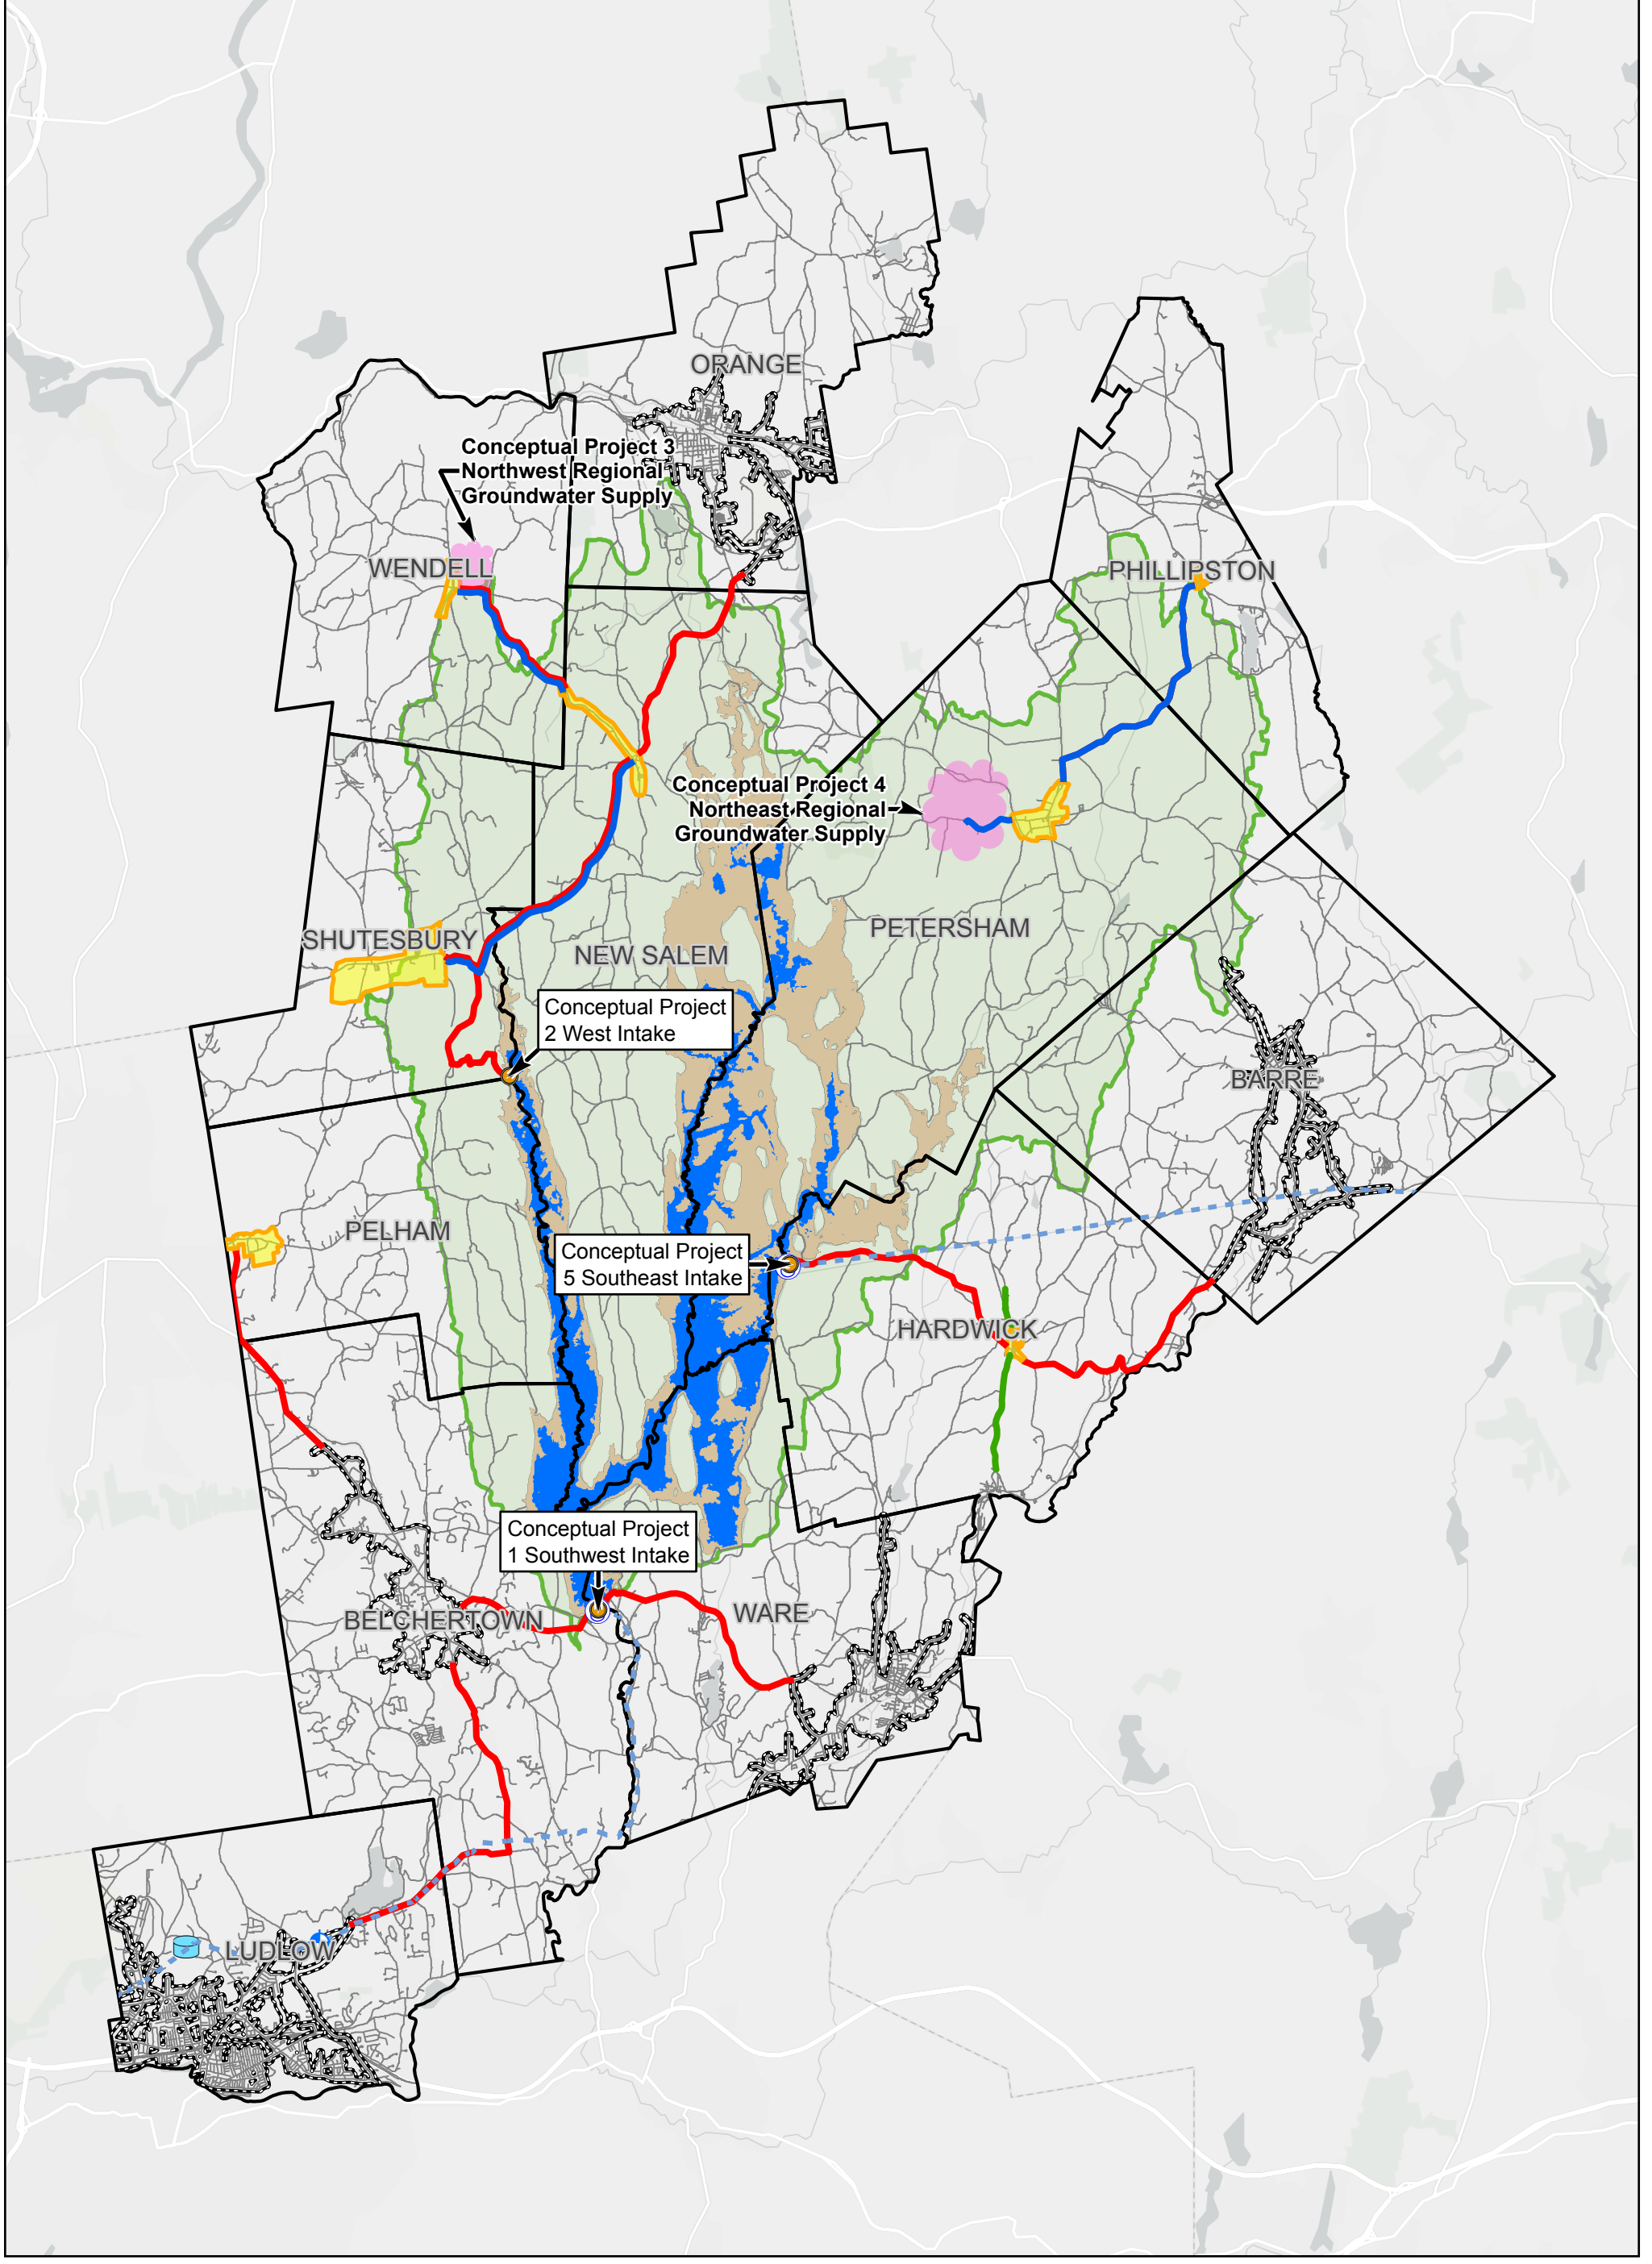 ORANGE
Conceptual Project 3
Northwest Regional
Groundwater Supply
WENDELL
PHILLIPSTON
Conceptual Project 4
Northeast Regional
Groundwater Supply
SHUTESBURY
NEW SALEM
PETERSHAM
Conceptual Project
2 West Intake
BARRE
PELHAM
Conceptual Project
5 Southeast Intake
HARDWICK
Conceptual Project
1 Southwest Intake
BELCHERTOWN
WARE
LUDLOW